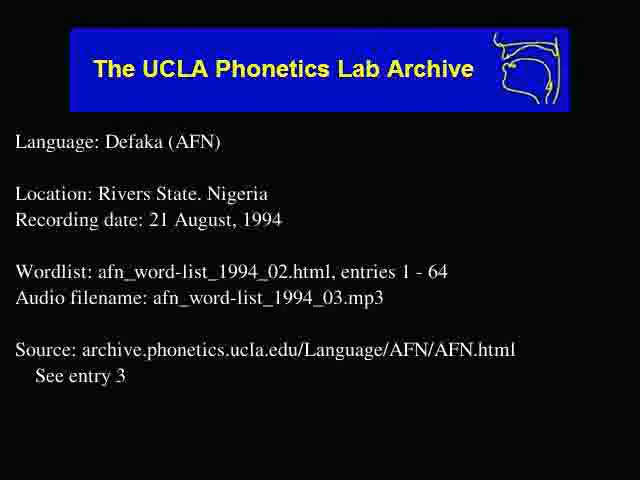 The UCLA Phonetics Lab Archive
Language: Defaka (AFN)
Location: Rivers State. Nigeria
Recording date: 21 August, 1994
Wordlist: afn_word-list_1994_02.html, entries 1 - 64
Audio filename: afn_word-list_1994_03.mp3
Source: archive.phonetics.ucla.edu/Language/AFN/AFN.html
See entry 3